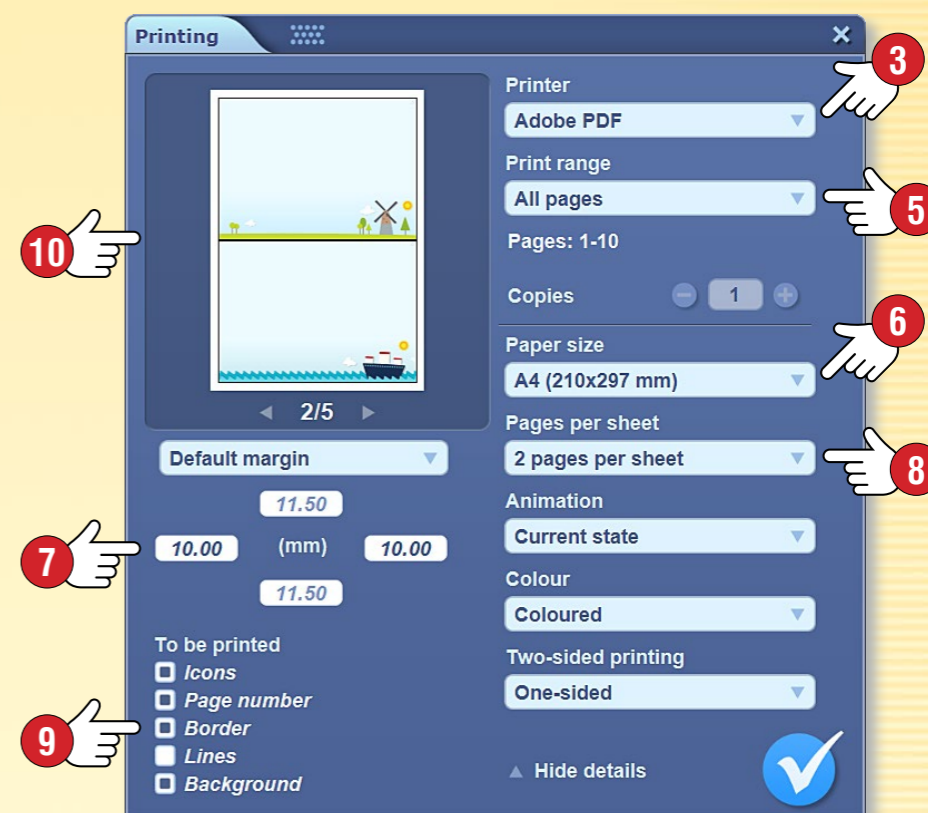 Printing
3
Printer
Adobe PDF
Print range
All pages
5
Pages: 1-10
10
Copies
1
6
Paper size
A4 (210x297 mm)
2/5
Pages per sheet
Default margin
2 pages per sheet
8
11.50
Animation
Current state
7
10.00
(mm)
10.00
Colour
11.50
Coloured
To be printed
Two-sided printing
Icons
One-sided
Page number
9
Border
Lines
Hide details
Background